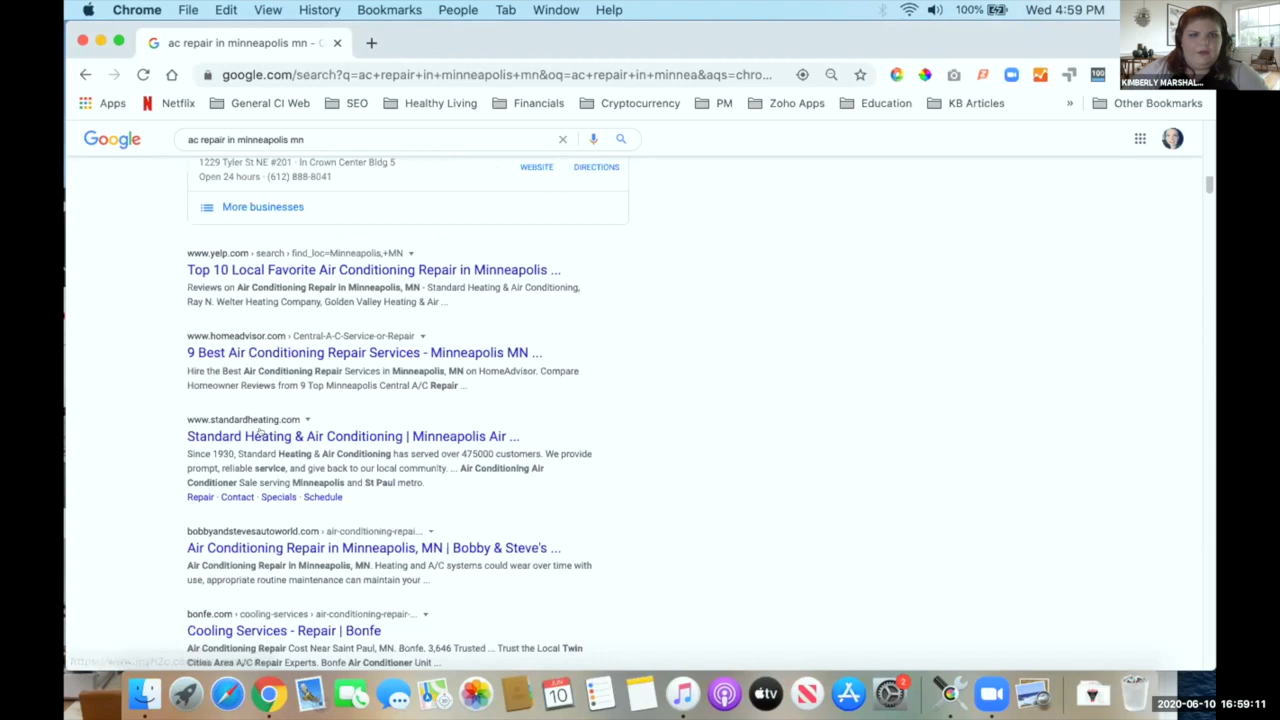 Chrome File Edit View History Bookmarks People Tab Window Help 100% Wed 4:59 PM
ac repair in minneapolis mn -
KIMBERLY MARSHAL...
google.com/search?q=ac+repair+in+minneapolis+mn&oq=ac+repair+in+minnea&aqs=chro...
100
Apps Netflix General CI Web SEO Healthy Living Financials Cryptocurrency PM Zoho Apps Education KB Articles » Other Bookmarks
Google ac repair in minneapolis mn
1229 Tyler St NE #201 · In Crown Center Bldg 5
WEBSITE DIRECTIONS
Open 24 hours · (612) 888-8041
More businesses
www.yelp.com › search › find_loc=Minneapolis,+MN
Top 10 Local Favorite Air Conditioning Repair in Minneapolis ...
Reviews on Air Conditioning Repair in Minneapolis, MN - Standard Heating & Air Conditioning,
Ray N. Welter Heating Company, Golden Valley Heating & Air ...
www.homeadvisor.com › Central-A-C-Service-or-Repair
9 Best Air Conditioning Repair Services - Minneapolis MN ...
Hire the Best Air Conditioning Repair Services in Minneapolis, MN on HomeAdvisor. Compare
Homeowner Reviews from 9 Top Minneapolis Central A/C Repair ...
www.standardheating.com
Standard Heating & Air Conditioning | Minneapolis Air ...
Since 1930, Standard Heating & Air Conditioning has served over 475000 customers. We provide
prompt, reliable service, and give back to our local community. ... Air Conditioning Air
Conditioner Sale serving Minneapolis and St Paul metro.
Repair · Contact · Specials · Schedule
bobbyandstevesautoworld.com › air-conditioning-repai...
Air Conditioning Repair in Minneapolis, MN | Bobby & Steve's ...
Air Conditioning Repair in Minneapolis, MN. Heating and A/C systems could wear over time with
use, appropriate routine maintenance can maintain your ...
bonfe.com › cooling-services › air-conditioning-repair-...
Cooling Services - Repair | Bonfe
Air Conditioning Repair Cost Near Saint Paul, MN. Bonfe. 3,646 Trusted ... Trust the Local Twin
Cities Area A/C Repair Experts. Bonfe Air Conditioner Unit ...
JUN
10
tv
2
2020-06-10 16:59:11